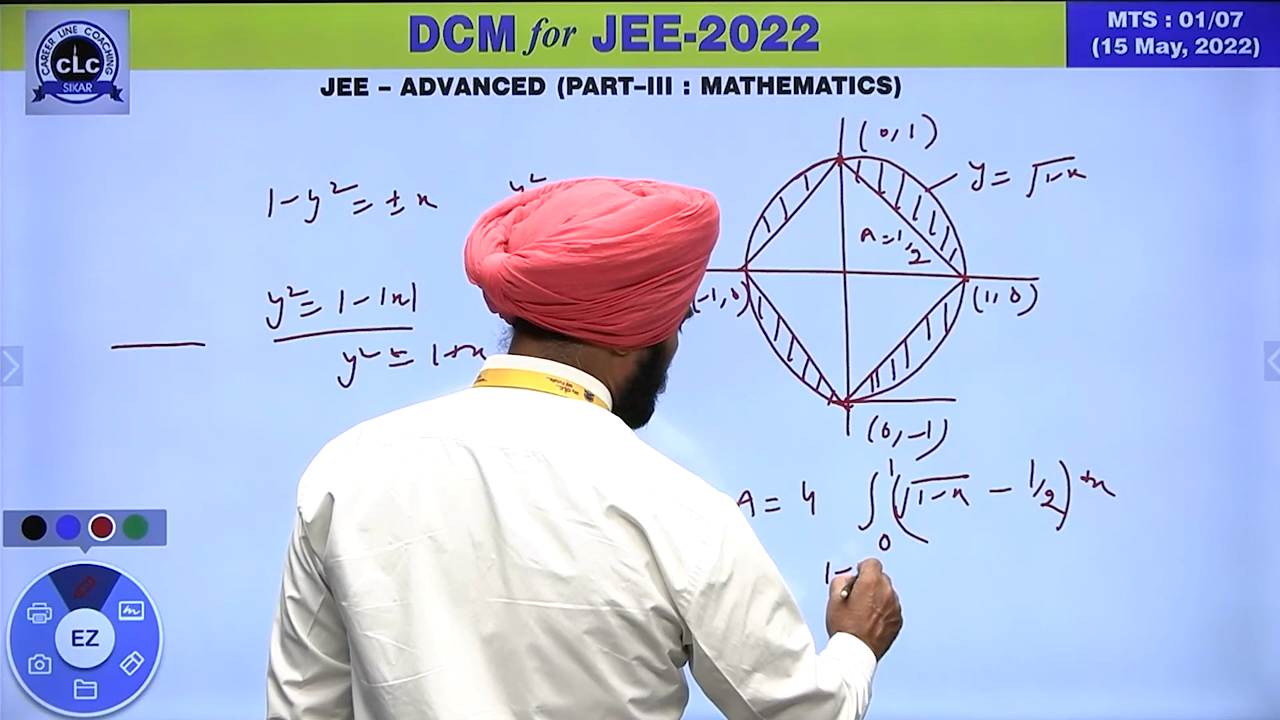 DCM for JEE-2022
MTS : 01/07
(15 May, 2022)
CAREER LINE COACHING
CLC
SIKAR
JEE – ADVANCED (PART–III : MATHEMATICS)
(0, 1)
y = √1-x
1-y² = ± x
y²
A = 1/2
(-1, 0)
(1, 0)
y² = 1-|x|
y² = 1+x
(0, -1)
A = 4 ∫₀¹ (√1-x - 1/2) dx
1-
EZ